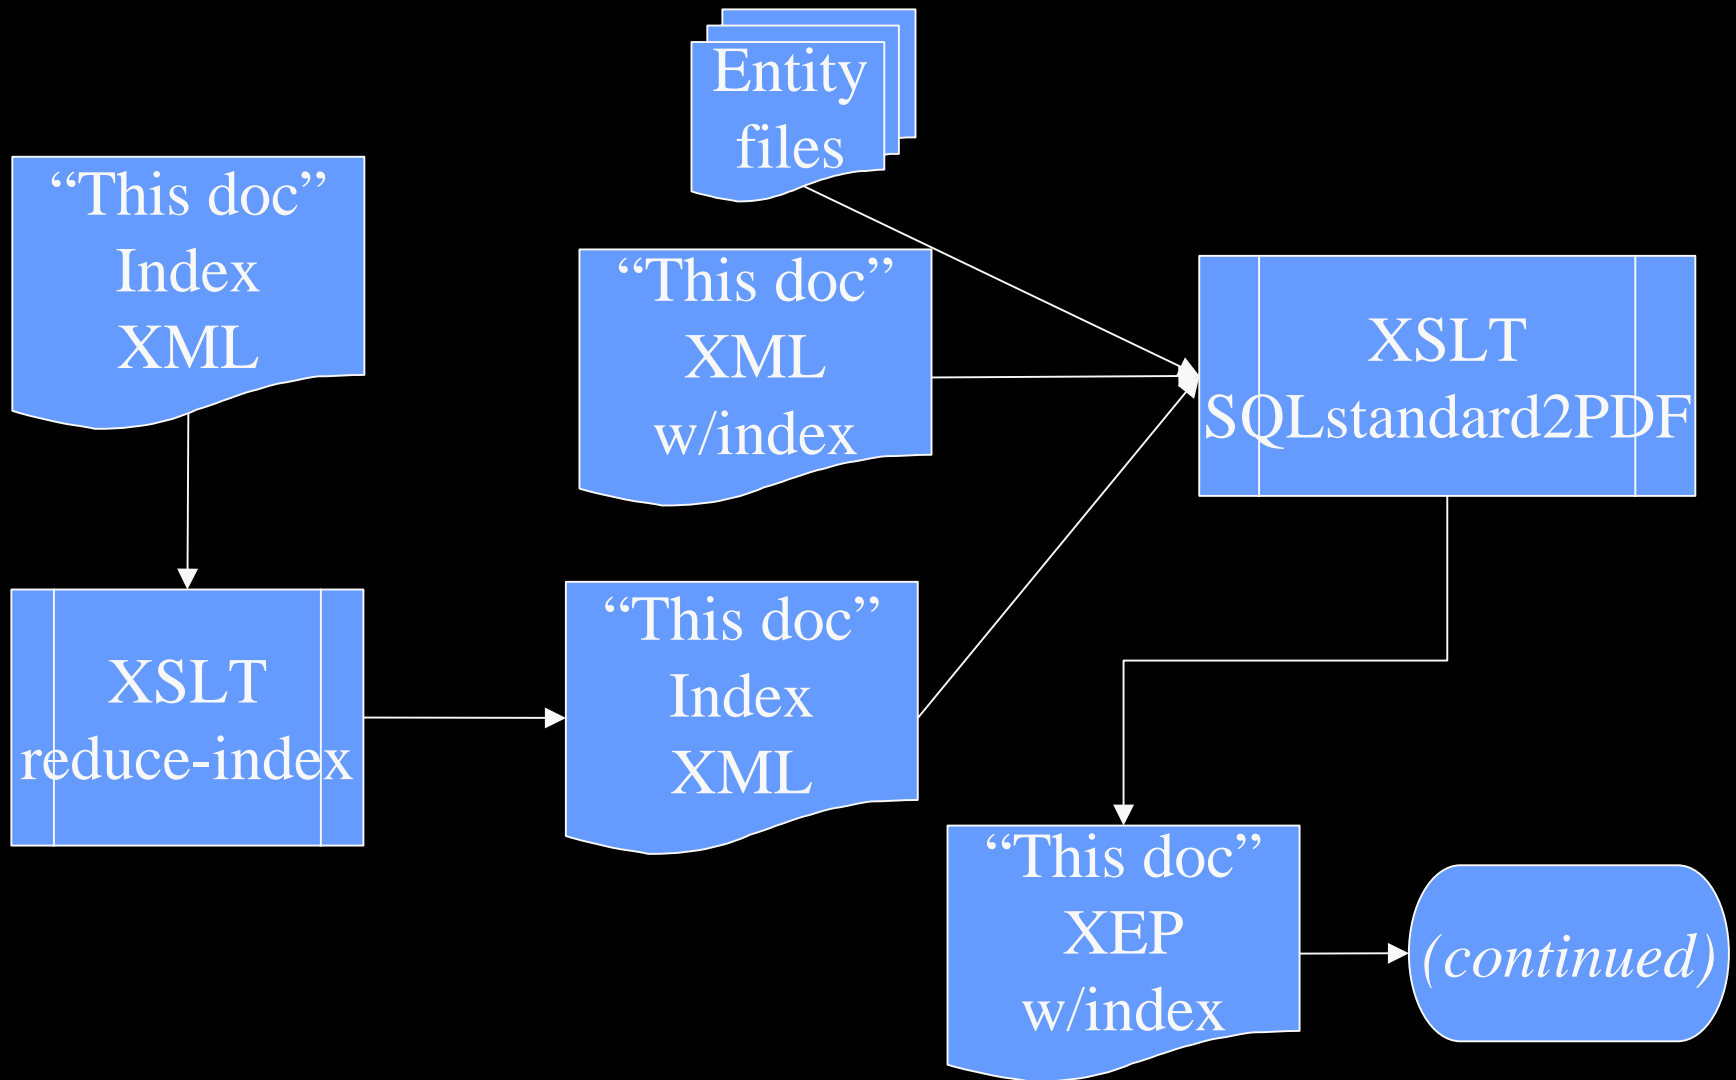 Entity
files
“This doc”
Index
XML
“This doc”
XML
w/index
XSLT
SQLstandard2PDF
XSLT
reduce-index
“This doc”
Index
XML
“This doc”
XEP
w/index
(continued)